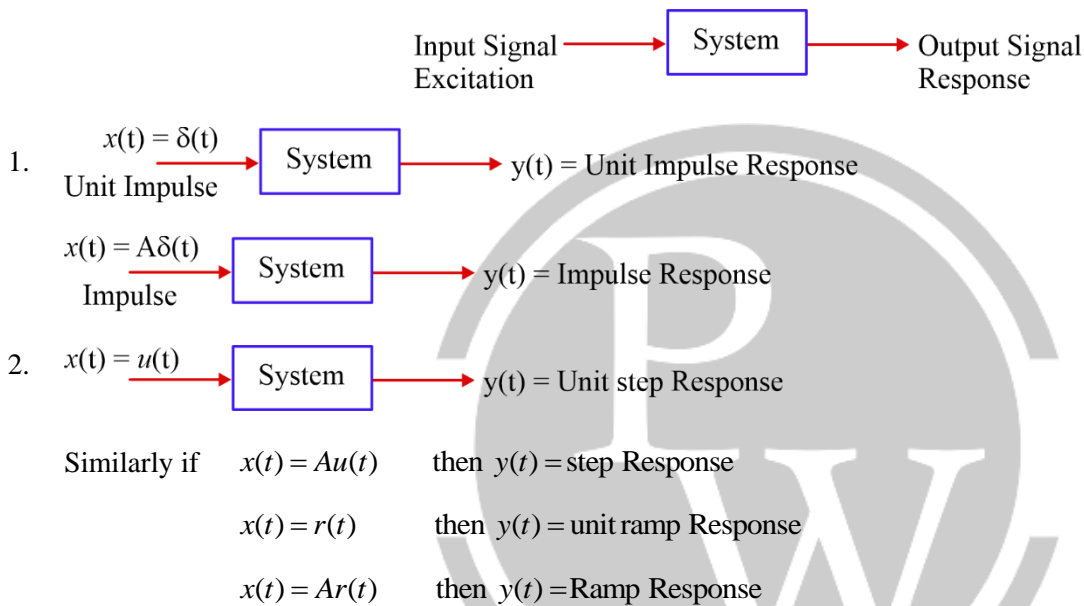 Input Signal System Output Signal
Excitation Response
1. x(t) = δ(t) System y(t) = Unit Impulse Response
Unit Impulse
x(t) = Aδ(t) System y(t) = Impulse Response
Impulse
2. x(t) = u(t) System y(t) = Unit step Response
Similarly if x(t) = Au(t) then y(t) = step Response
x(t) = r(t) then y(t) = unit ramp Response
x(t) = Ar(t) then y(t) =Ramp Response
P
W